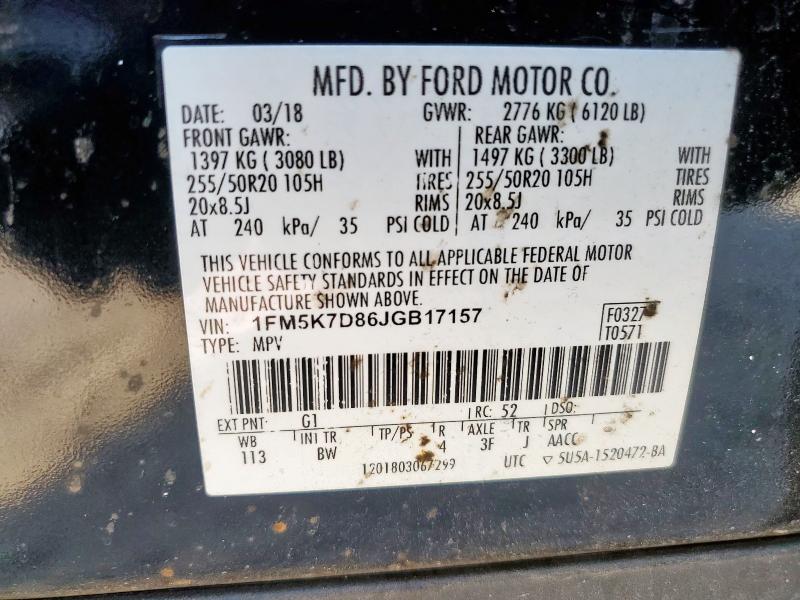 MFD. BY FORD MOTOR CO.
DATE: 03/18 GVWR: 2776 KG ( 6120 LB)
FRONT GAWR: REAR GAWR:
1397 KG ( 3080 LB) WITH 1497 KG ( 3300 LB) WITH
255/50R20 105H TIRES 255/50R20 105H TIRES
20x8.5J RIMS 20x8.5J RIMS
AT 240 kPa/ 35 PSI COLD AT 240 kPa/ 35 PSI COLD
THIS VEHICLE CONFORMS TO ALL APPLICABLE FEDERAL MOTOR
VEHICLE SAFETY STANDARDS IN EFFECT ON THE DATE OF
MANUFACTURE SHOWN ABOVE.
VIN: 1FM5K7D86JGB17157 F0327
TYPE: MPV T0571
EXT PNT: G1 RC: 52 DSO:
WB INT TR TP/PS R AXLE TR SPR
113 BW 4 3F J AACC
1201803067299 UTC ▽ 5U5A-1520472-BA